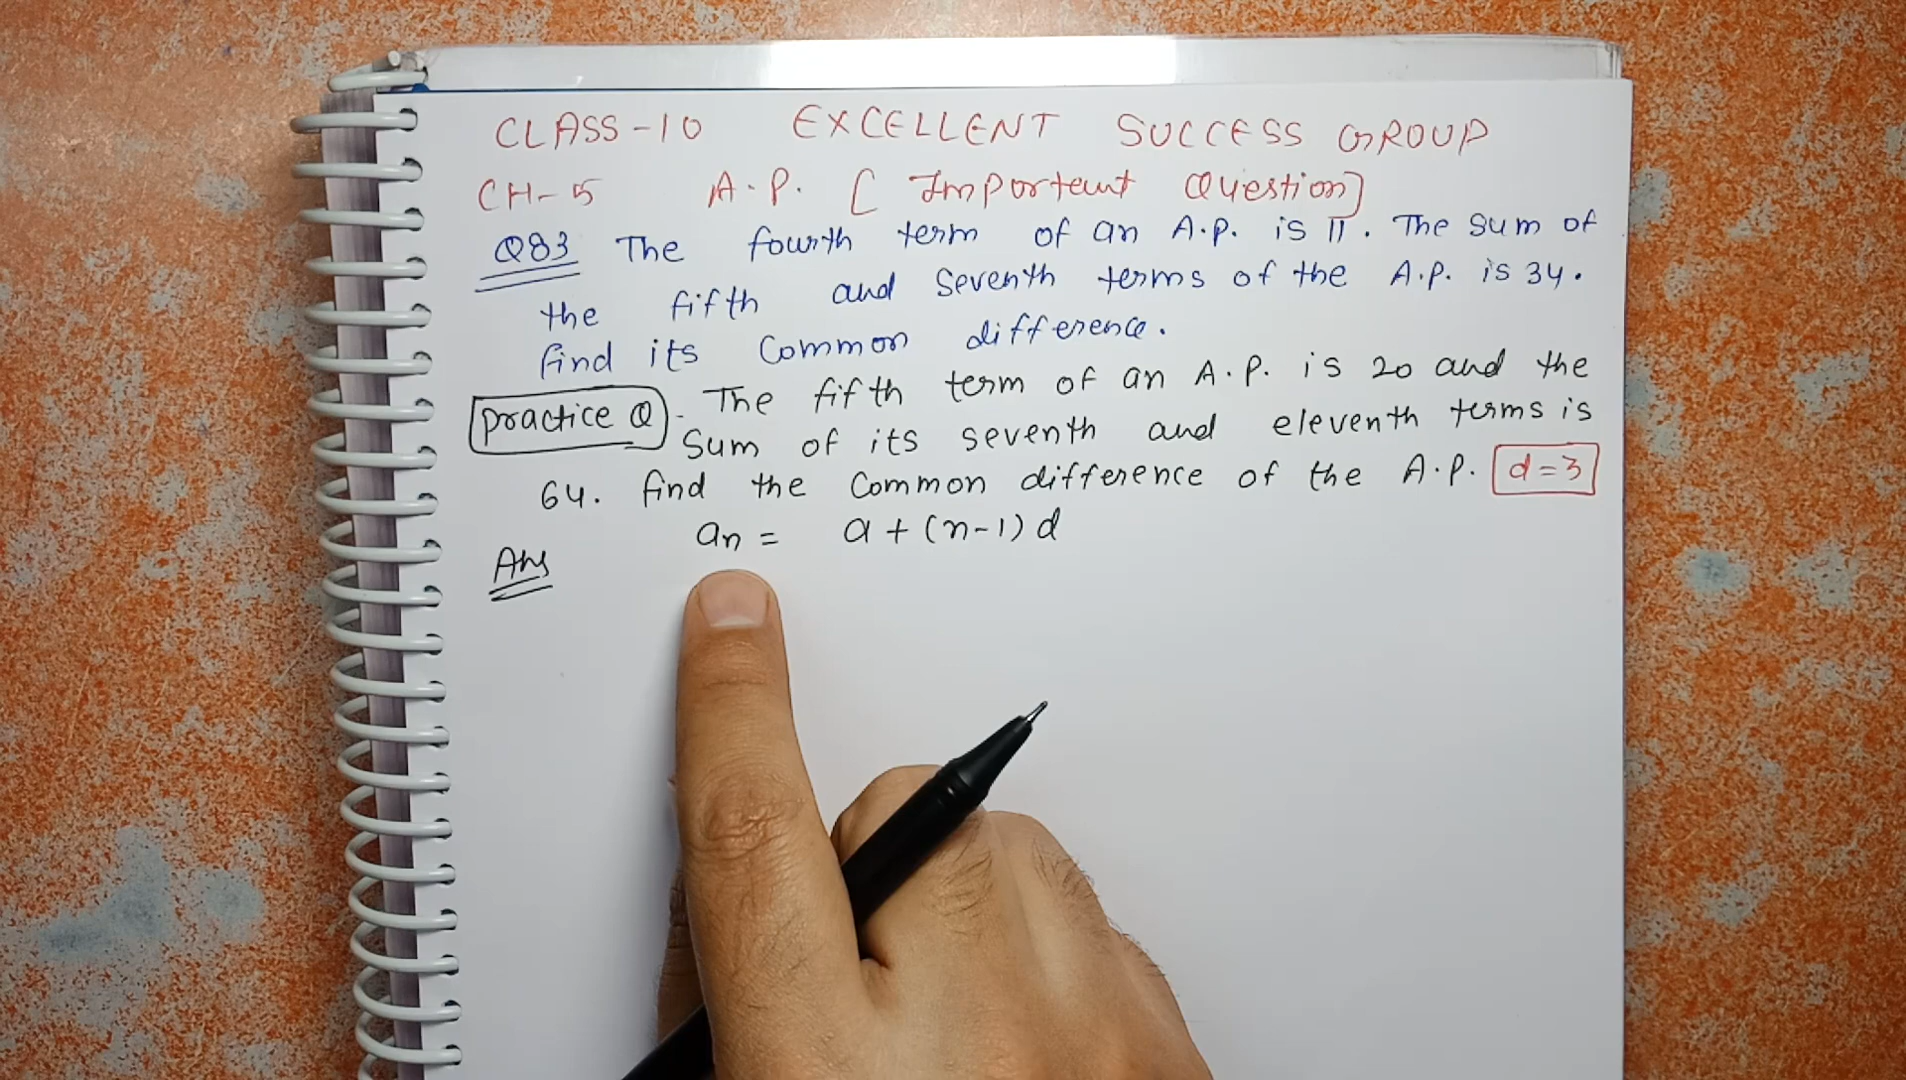 CLASS-10 EXCELLENT SUCCESS GROUP
CH-5 A.P. [Important Question]
Q83 The fourth term of an A.P. is 11. The sum of
the fifth and seventh terms of the A.P. is 34.
find its common difference.
Practice Q. The fifth term of an A.P. is 20 and the
sum of its seventh and eleventh terms is
64. find the common difference of the A.P. d=3
an = a+(n-1)d
Ans